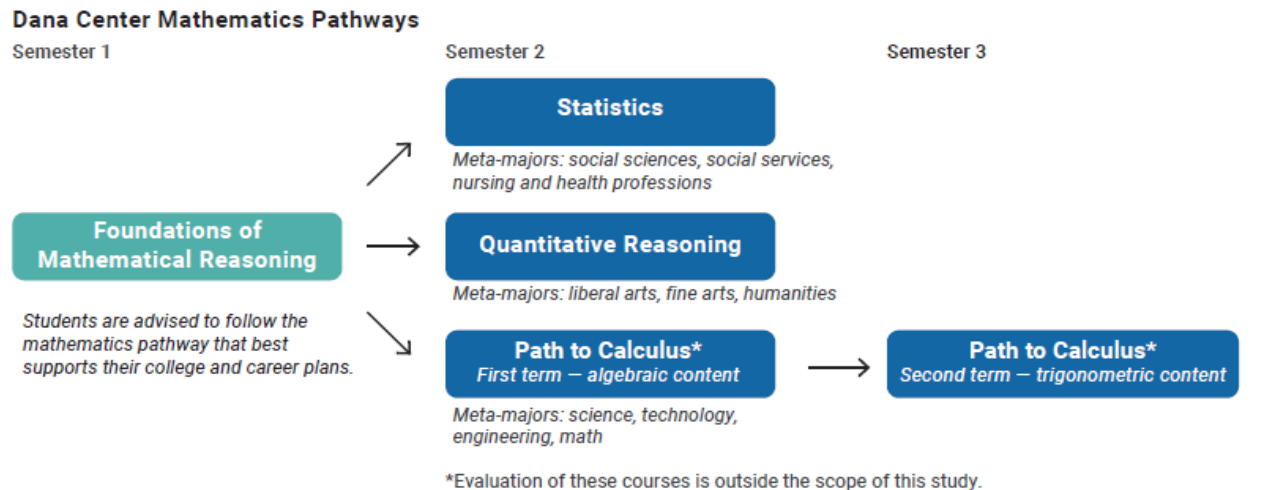 Dana Center Mathematics Pathways
Semester 1
Semester 2
Semester 3
Statistics
Meta-majors: social sciences, social services,
nursing and health professions
Foundations of
Mathematical Reasoning
Students are advised to follow the
mathematics pathway that best
supports their college and career plans.
Quantitative Reasoning
Meta-majors: liberal arts, fine arts, humanities
Path to Calculus*
First term — algebraic content
Meta-majors: science, technology,
engineering, math
Path to Calculus*
Second term — trigonometric content
*Evaluation of these courses is outside the scope of this study.